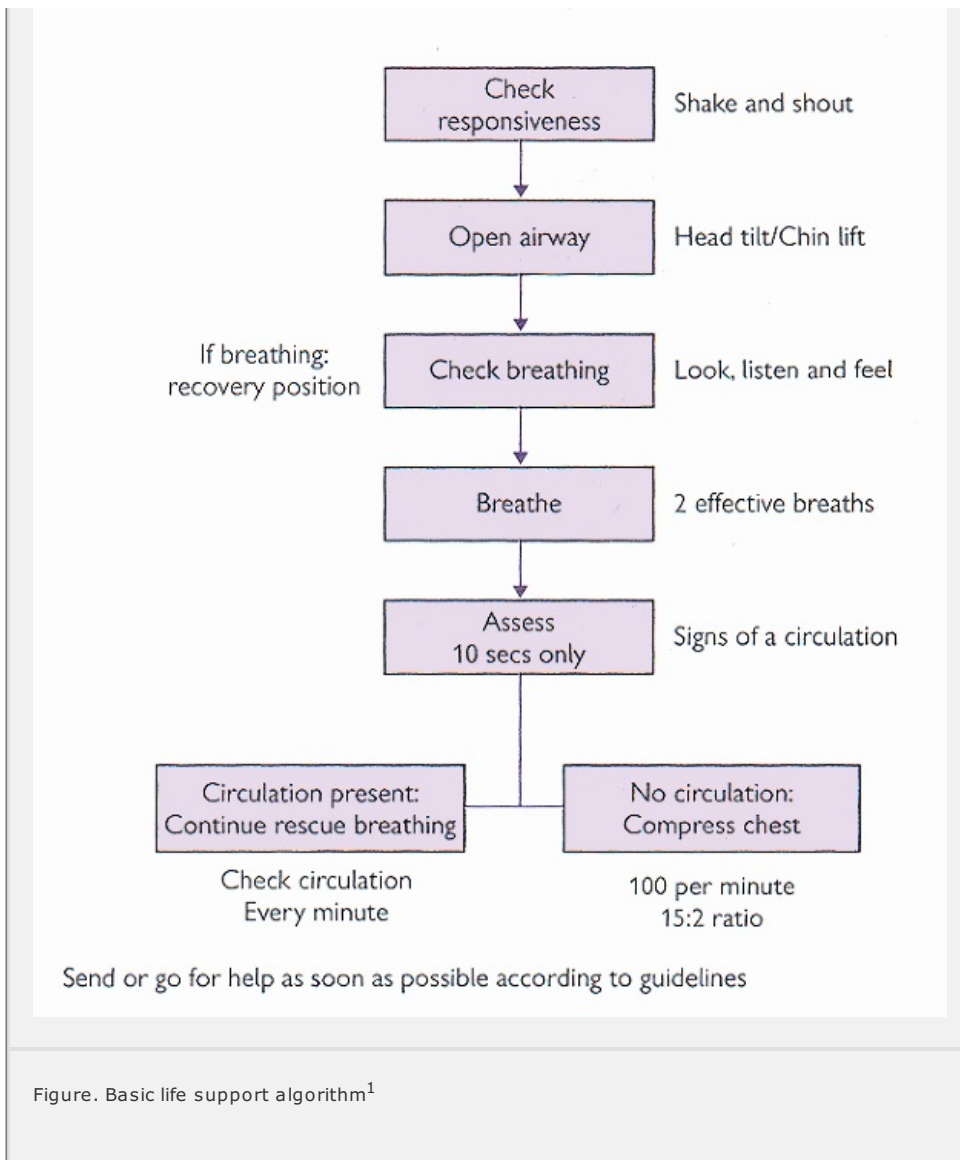 Check
responsiveness
Shake and shout
Open airway
Head tilt/Chin lift
If breathing:
recovery position
Check breathing
Look, listen and feel
Breathe
2 effective breaths
Assess
10 secs only
Signs of a circulation
Circulation present:
Continue rescue breathing
Check circulation
Every minute
No circulation:
Compress chest
100 per minute
15:2 ratio
Send or go for help as soon as possible according to guidelines
Figure. Basic life support algorithm¹